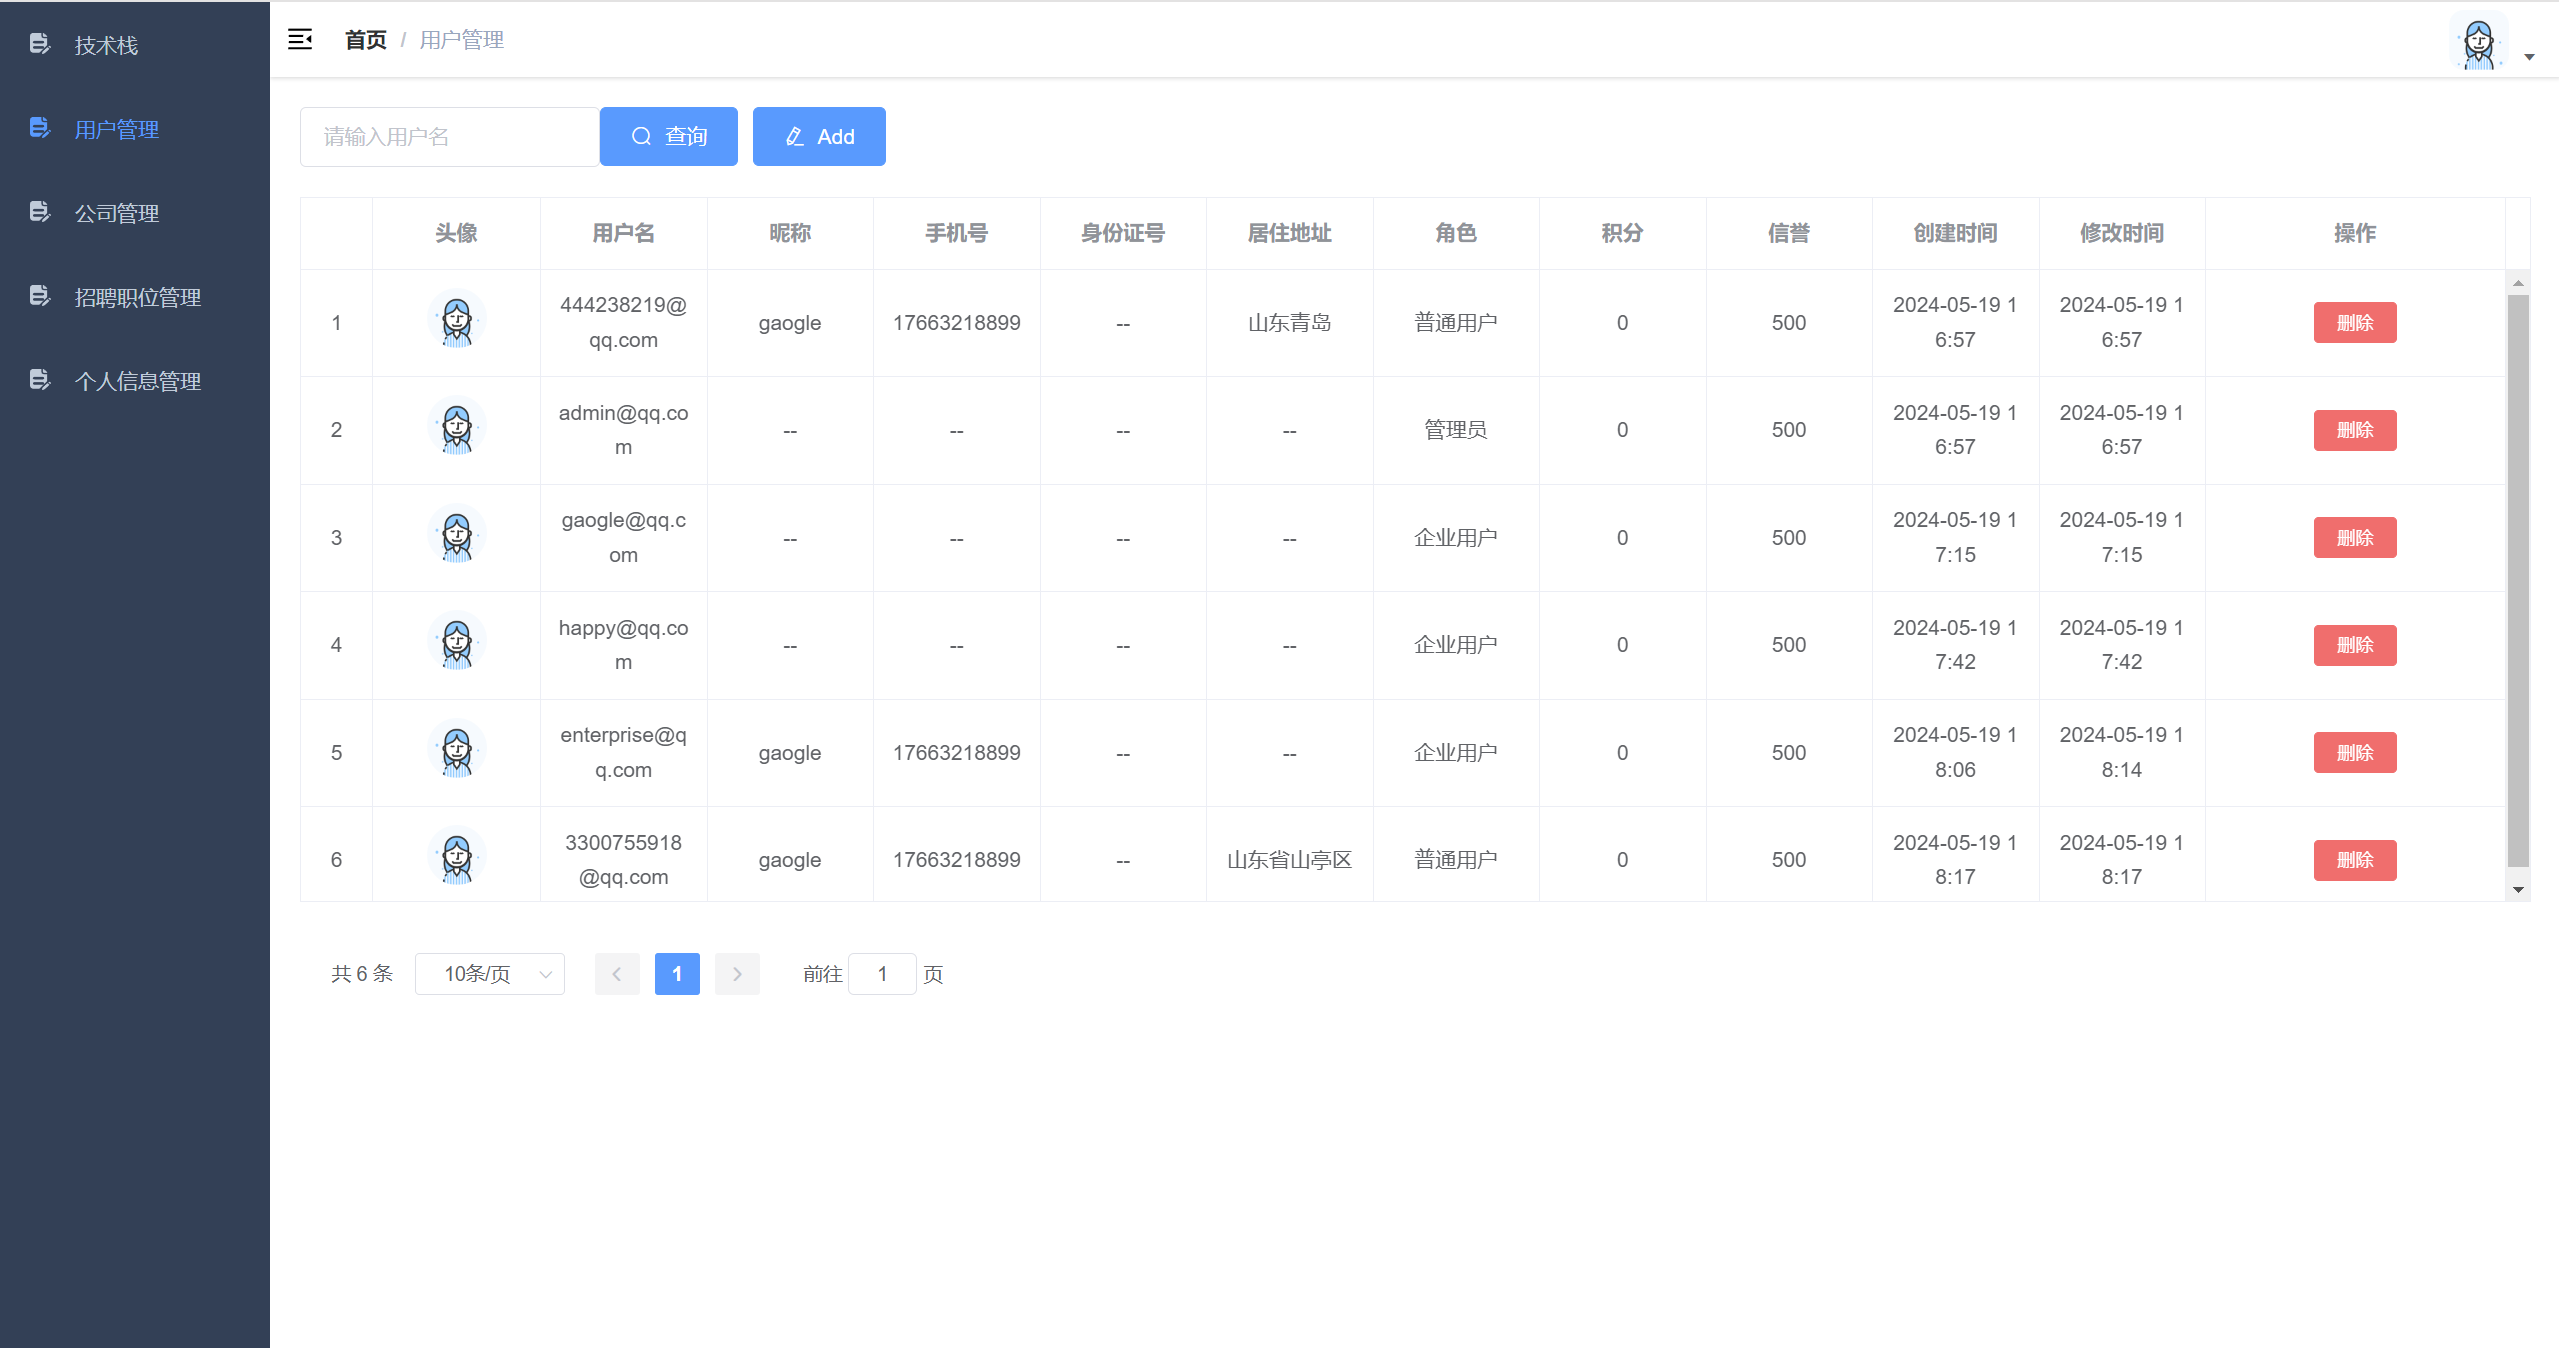 技术栈
用户管理
公司管理
招聘职位管理
个人信息管理
首页 / 用户管理
请输入用户名 查询 Add
头像 用户名 昵称 手机号 身份证号 居住地址 角色 积分 信誉 创建时间 修改时间 操作
1 444238219@qq.com gaogle 17663218899 -- 山东青岛 普通用户 0 500 2024-05-19 16:57 2024-05-19 16:57 删除
2 admin@qq.com -- -- -- -- 管理员 0 500 2024-05-19 16:57 2024-05-19 16:57 删除
3 gaogle@qq.com -- -- -- -- 企业用户 0 500 2024-05-19 17:15 2024-05-19 17:15 删除
4 happy@qq.com -- -- -- -- 企业用户 0 500 2024-05-19 17:42 2024-05-19 17:42 删除
5 enterprise@qq.com gaogle 17663218899 -- -- 企业用户 0 500 2024-05-19 18:06 2024-05-19 18:14 删除
6 3300755918@qq.com gaogle 17663218899 -- 山东省山亭区 普通用户 0 500 2024-05-19 18:17 2024-05-19 18:17 删除
共 6 条 10条/页 1 前往 1 页